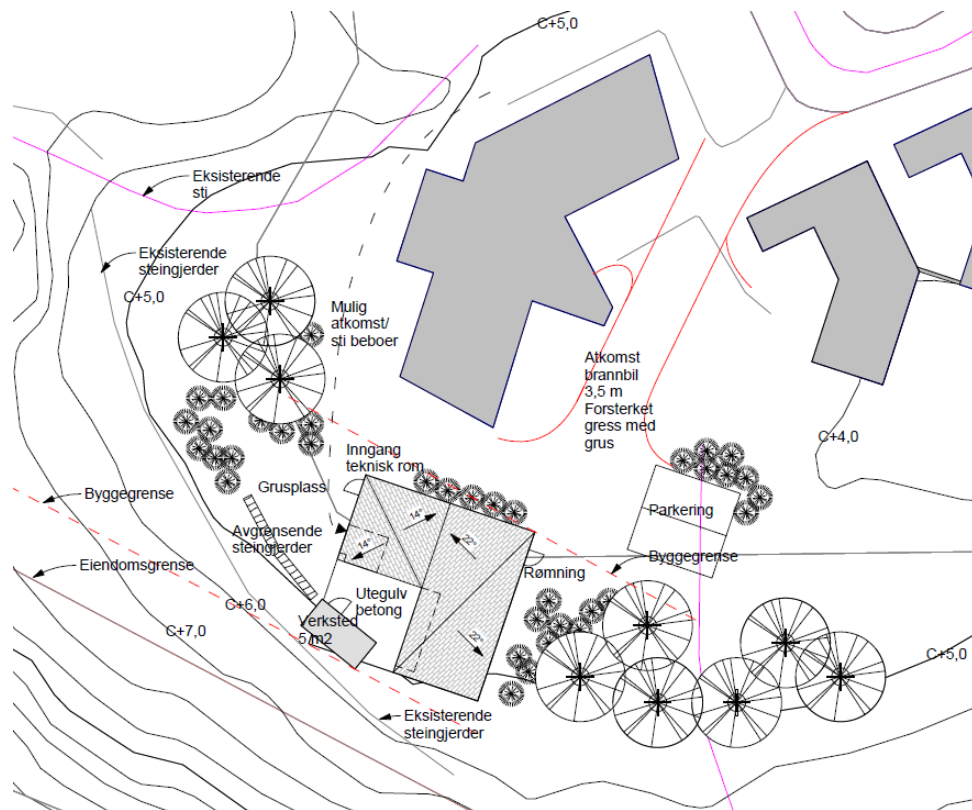 C+5,0
Eksisterende
sti
Eksisterende
steingjerder
C+5,0
Mulig
atkomst/
sti beboer
Atkomst
brannbil
3,5 m
Forsterket
gress med
grus
C+4,0
Inngang
teknisk rom
Grusplass
Byggegrense
Avgrensende
steingjerder
Parkering
14°
14°
22°
Byggegrense
Eiendomsgrense
Rømning
C+6,0
Utegulv
betong
C+7,0
Verksted
5 m2
22°
C+5,0
Eksisterende
steingjerder